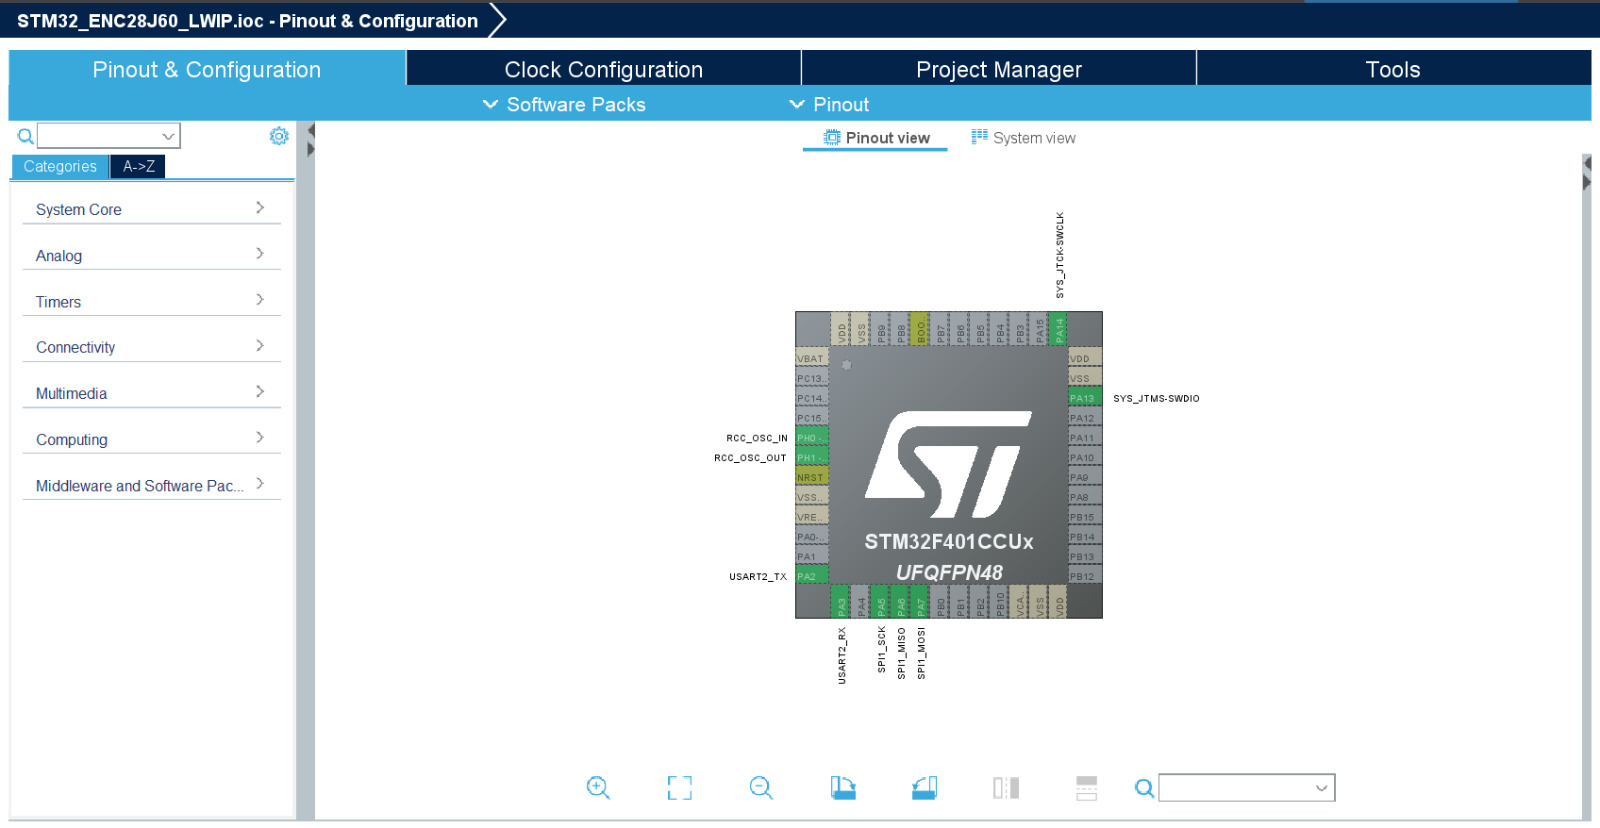 STM32_ENC28J60_LWIP.ioc - Pinout & Configuration
Pinout & Configuration
Clock Configuration
Project Manager
Tools
Software Packs
Pinout
Pinout view
System view
Categories
A->Z
System Core
Analog
Timers
Connectivity
Multimedia
Computing
Middleware and Software Pac...
SYS_JTCK-SWCLK
VDD
VSS
PB9
PB8
BOO..
PB7
PB6
PB5
PB4
PB3
PA15
PA14
VBAT
PC13..
PC14..
PC15..
RCC_OSC_IN
PH0 -..
RCC_OSC_OUT
PH1 -..
NRST
VSS..
VRE..
PA0-..
PA1
USART2_TX
PA2
VDD
VSS
PA13
SYS_JTMS-SWDIO
PA12
PA11
PA10
PA9
PA8
PB15
PB14
PB13
PB12
ST
STM32F401CCUx
UFQFPN48
PA3
PA4
PA5
PA6
PA7
PB0
PB1
PB2
PB10
VCA..
VSS
VDD
USART2_RX
SPI1_SCK
SPI1_MISO
SPI1_MOSI